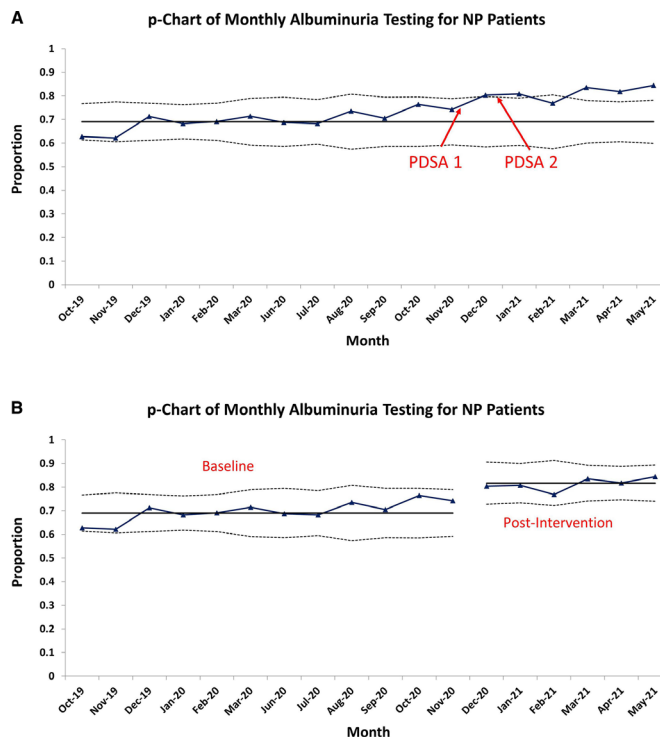 A
p-Chart of Monthly Albuminuria Testing for NP Patients
1
0.9
0.8
0.7
0.6
0.5
0.4
0.3
0.2
0.1
0
Proportion
PDSA 1
PDSA 2
Oct-19
Nov-19
Dec-19
Jan-20
Feb-20
Mar-20
Jun-20
Jul-20
Aug-20
Sep-20
Oct-20
Nov-20
Dec-20
Jan-21
Feb-21
Mar-21
Apr-21
May-21
Month
B
p-Chart of Monthly Albuminuria Testing for NP Patients
1
0.9
0.8
0.7
0.6
0.5
0.4
0.3
0.2
0.1
0
Proportion
Baseline
Post-Intervention
Oct-19
Nov-19
Dec-19
Jan-20
Feb-20
Mar-20
Jun-20
Jul-20
Aug-20
Sep-20
Oct-20
Nov-20
Dec-20
Jan-21
Feb-21
Mar-21
Apr-21
May-21
Month